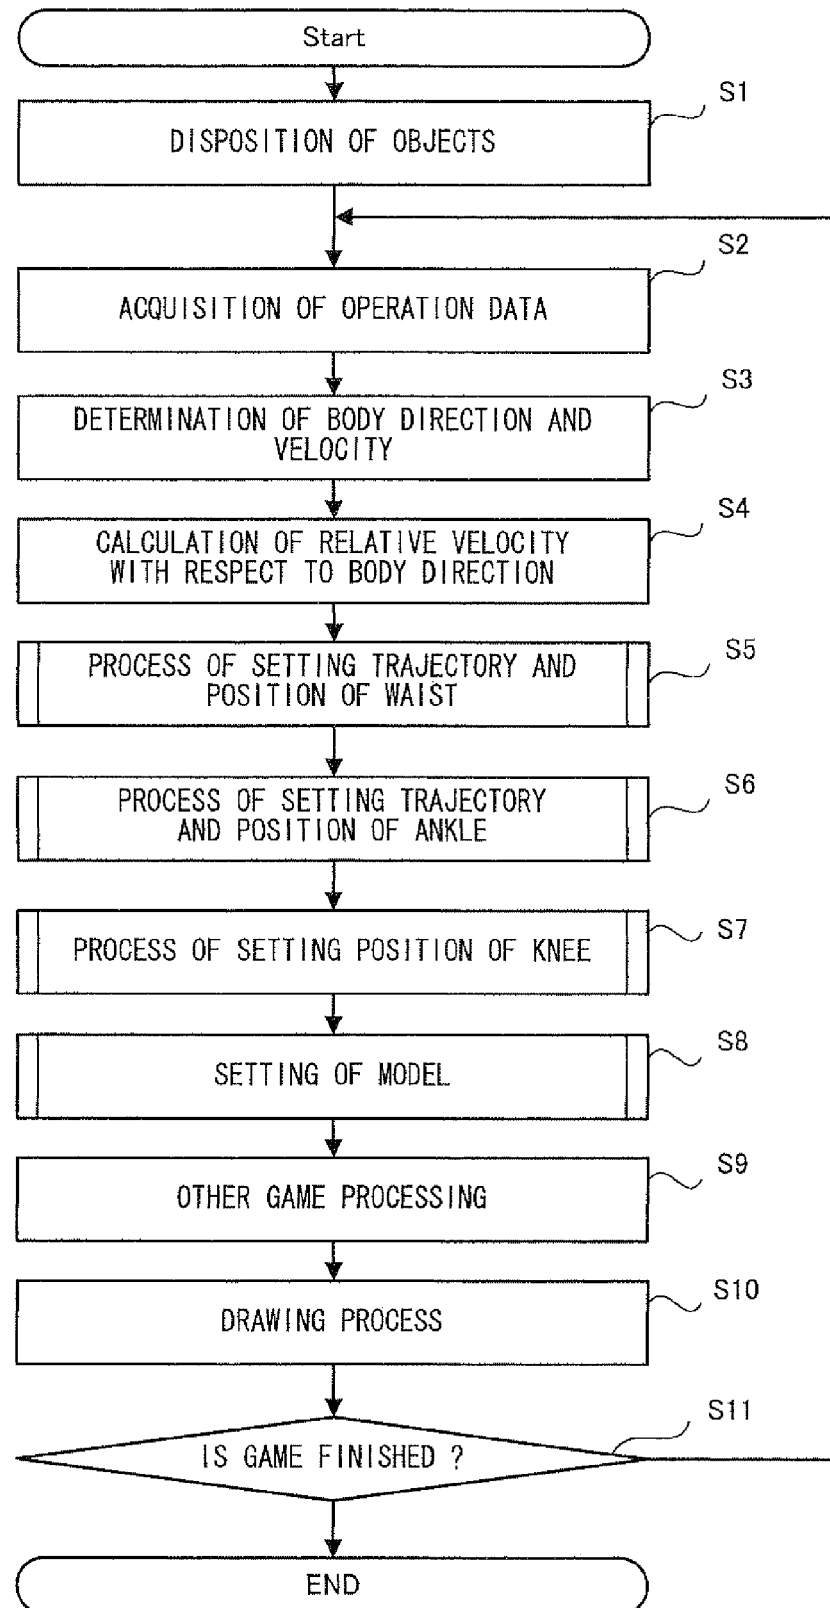 Start
S1
DISPOSITION OF OBJECTS
S2
ACQUISITION OF OPERATION DATA
S3
DETERMINATION OF BODY DIRECTION AND
VELOCITY
S4
CALCULATION OF RELATIVE VELOCITY
WITH RESPECT TO BODY DIRECTION
S5
PROCESS OF SETTING TRAJECTORY AND
POSITION OF WAIST
S6
PROCESS OF SETTING TRAJECTORY
AND POSITION OF ANKLE
S7
PROCESS OF SETTING POSITION OF KNEE
S8
SETTING OF MODEL
S9
OTHER GAME PROCESSING
S10
DRAWING PROCESS
S11
IS GAME FINISHED ?
END